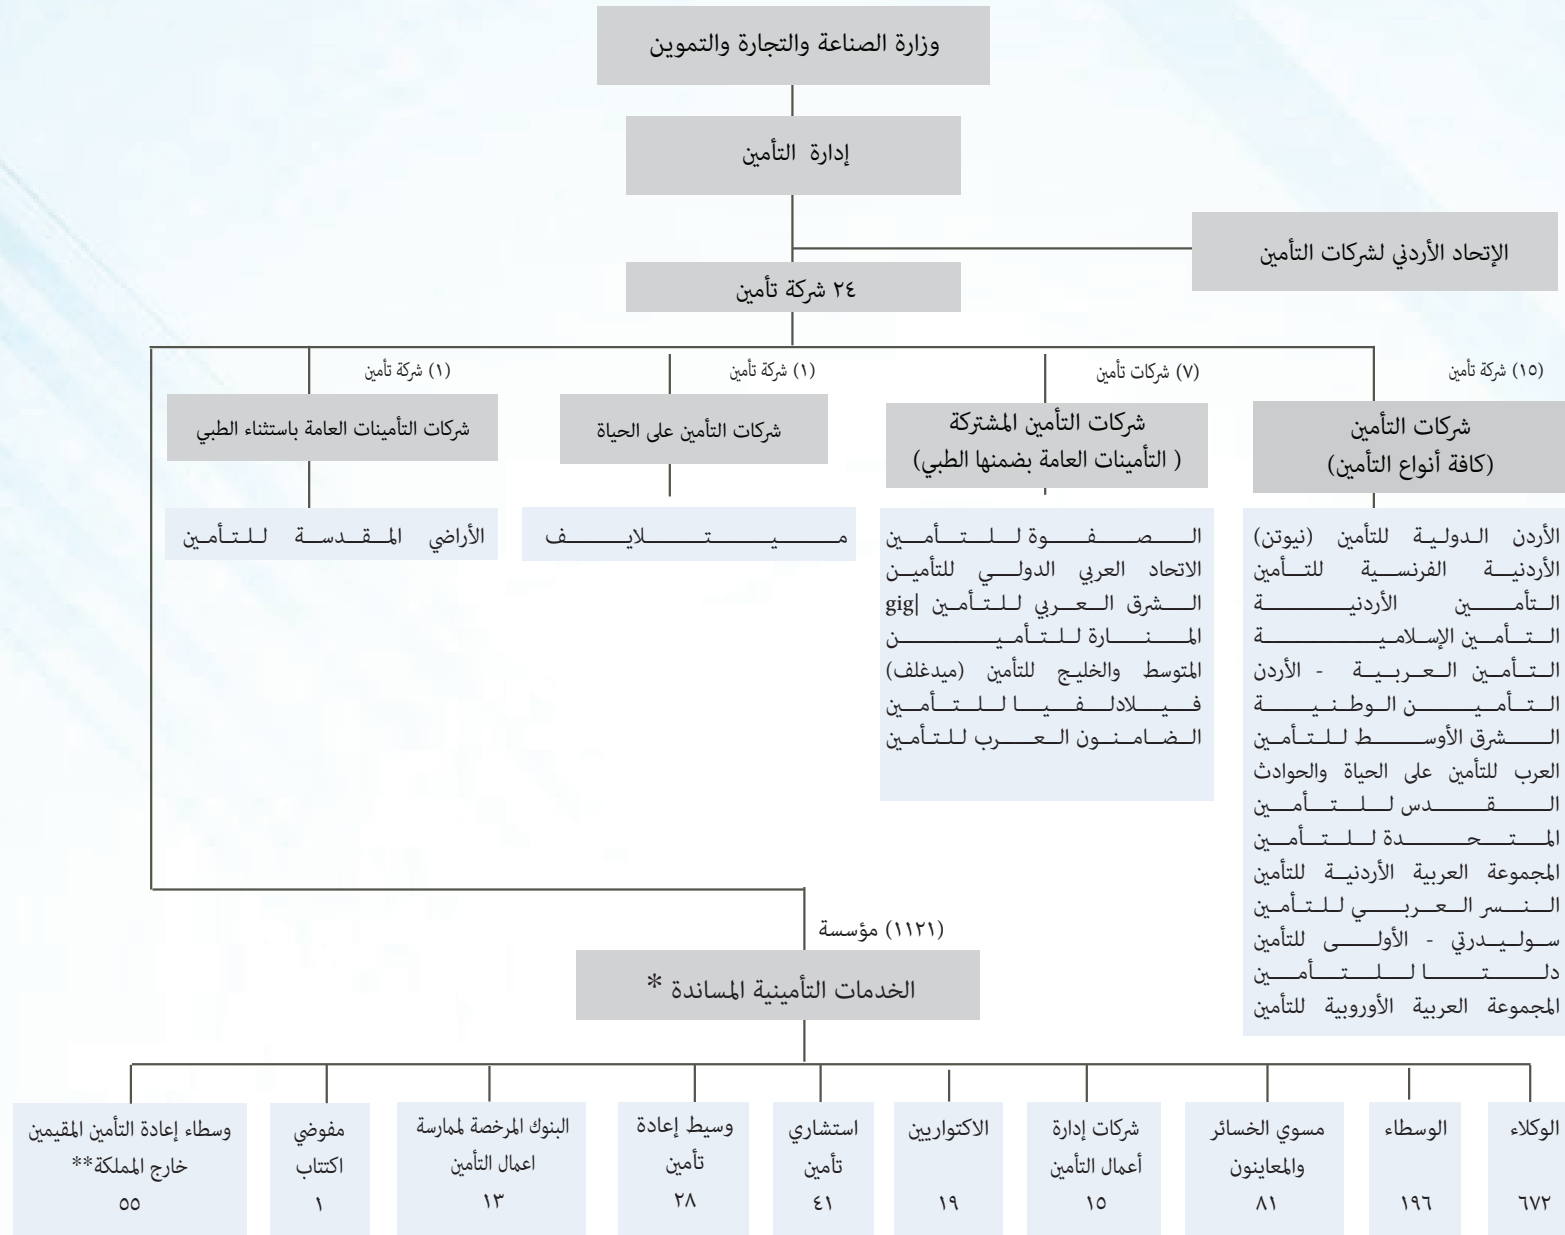 وزارة الصناعة والتجارة والتموين
إدارة التأمين
الإتحاد الأردني لشركات التأمين
٢٤ شركة تأمين
(١٥) شركة تأمين
شركات التأمين
(كافة أنواع التأمين)
الأردن الدولية للتأمين (نيوتن)
الأردنية الفرنسية للتأمين
التأمين الأردنية
التأمين الإسلامية
التأمين العربية - الأردن
التأمين الوطنية
الشرق الأوسط للتأمين
العرب للتأمين على الحياة والحوادث
القدس للتأمين
المتحدة للتأمين
المجموعة العربية الأردنية للتأمين
النسر العربي للتأمين
سوليدرتي - الأولى للتأمين
دلتا للتأمين
المجموعة العربية الأوروبية للتأمين
(٧) شركات تأمين
شركات التأمين المشتركة
( التأمينات العامة بضمنها الطبي)
الصفوة للتأمين
الاتحاد العربي الدولي للتأمين
الشرق العربي للتأمين |gig
المنارة للتأمين
المتوسط والخليج للتأمين (ميدغلف)
فيلادلفيا للتأمين
الضامنون العرب للتأمين
(١) شركة تأمين
شركات التأمين على الحياة
ميتلايف
(١) شركة تأمين
شركات التأمينات العامة باستثناء الطبي
الأراضي المقدسة للتأمين
(١١٢١) مؤسسة
الخدمات التأمينية المساندة *
الوكلاء
٦٧٢
الوسطاء
١٩٦
مسوي الخسائر
والمعاينون
٨١
شركات إدارة
أعمال التأمين
١٥
الاكتواريين
١٩
استشاري
تأمين
٤١
وسيط إعادة
تأمين
٢٨
البنوك المرخصة لممارسة
اعمال التأمين
١٣
مفوضي
اكتتاب
١
وسطاء إعادة التأمين المقيمين
خارج المملكة**
٥٥